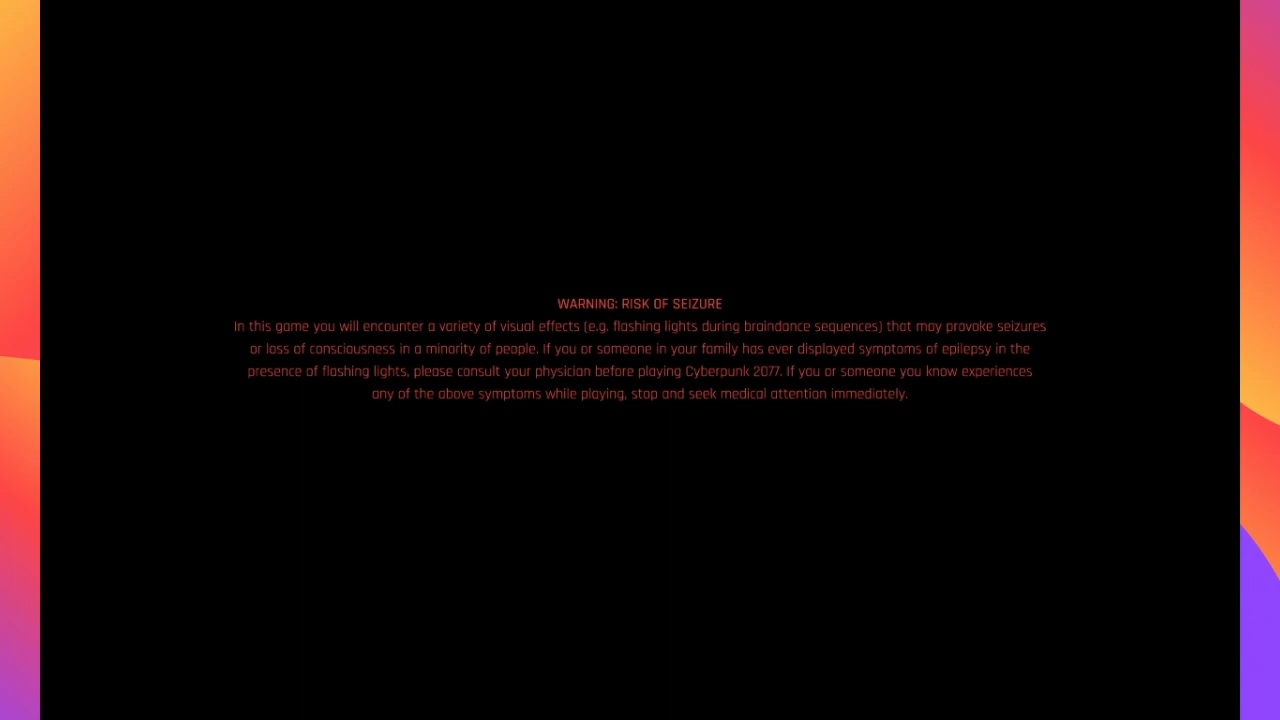 WARNING: RISK OF SEIZURE
In this game you will encounter a variety of visual effects (e.g. flashing lights during braindance sequences) that may provoke seizures
or loss of consciousness in a minority of people. If you or someone in your family has ever displayed symptoms of epilepsy in the
presence of flashing lights, please consult your physician before playing Cyberpunk 2077. If you or someone you know experiences
any of the above symptoms while playing, stop and seek medical attention immediately.